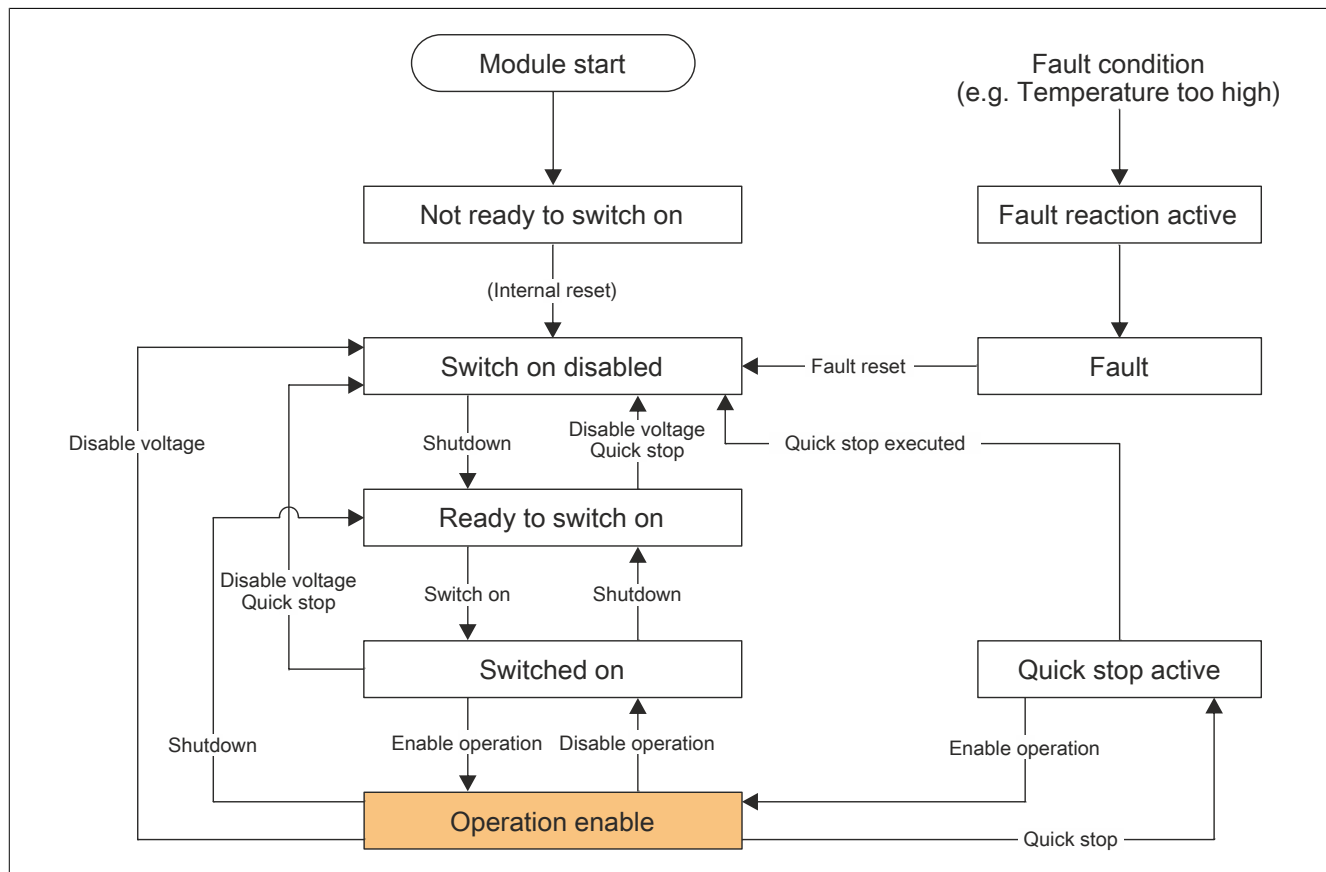 Module start
Fault condition
(e.g. Temperature too high)
Not ready to switch on
Fault reaction active
(Internal reset)
Switch on disabled
Fault reset
Fault
Disable voltage
Shutdown
Disable voltage
Quick stop
Quick stop executed
Ready to switch on
Disable voltage
Quick stop
Switch on
Shutdown
Switched on
Quick stop active
Shutdown
Enable operation
Disable operation
Enable operation
Operation enable
Quick stop